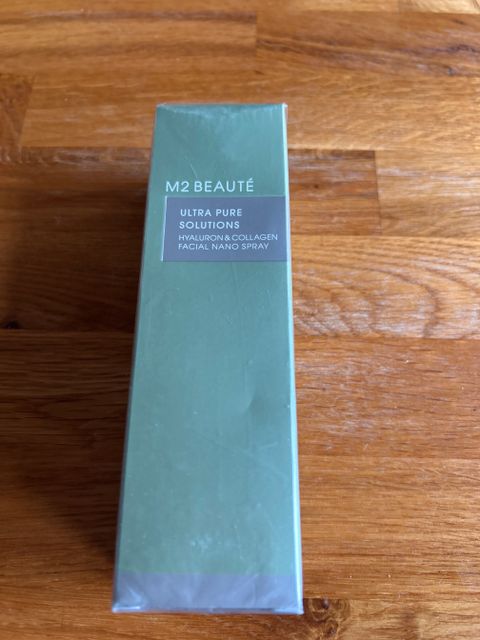 M2 BEAUTÉ
ULTRA PURE
SOLUTIONS
HYALURON & COLLAGEN
FACIAL NANO SPRAY